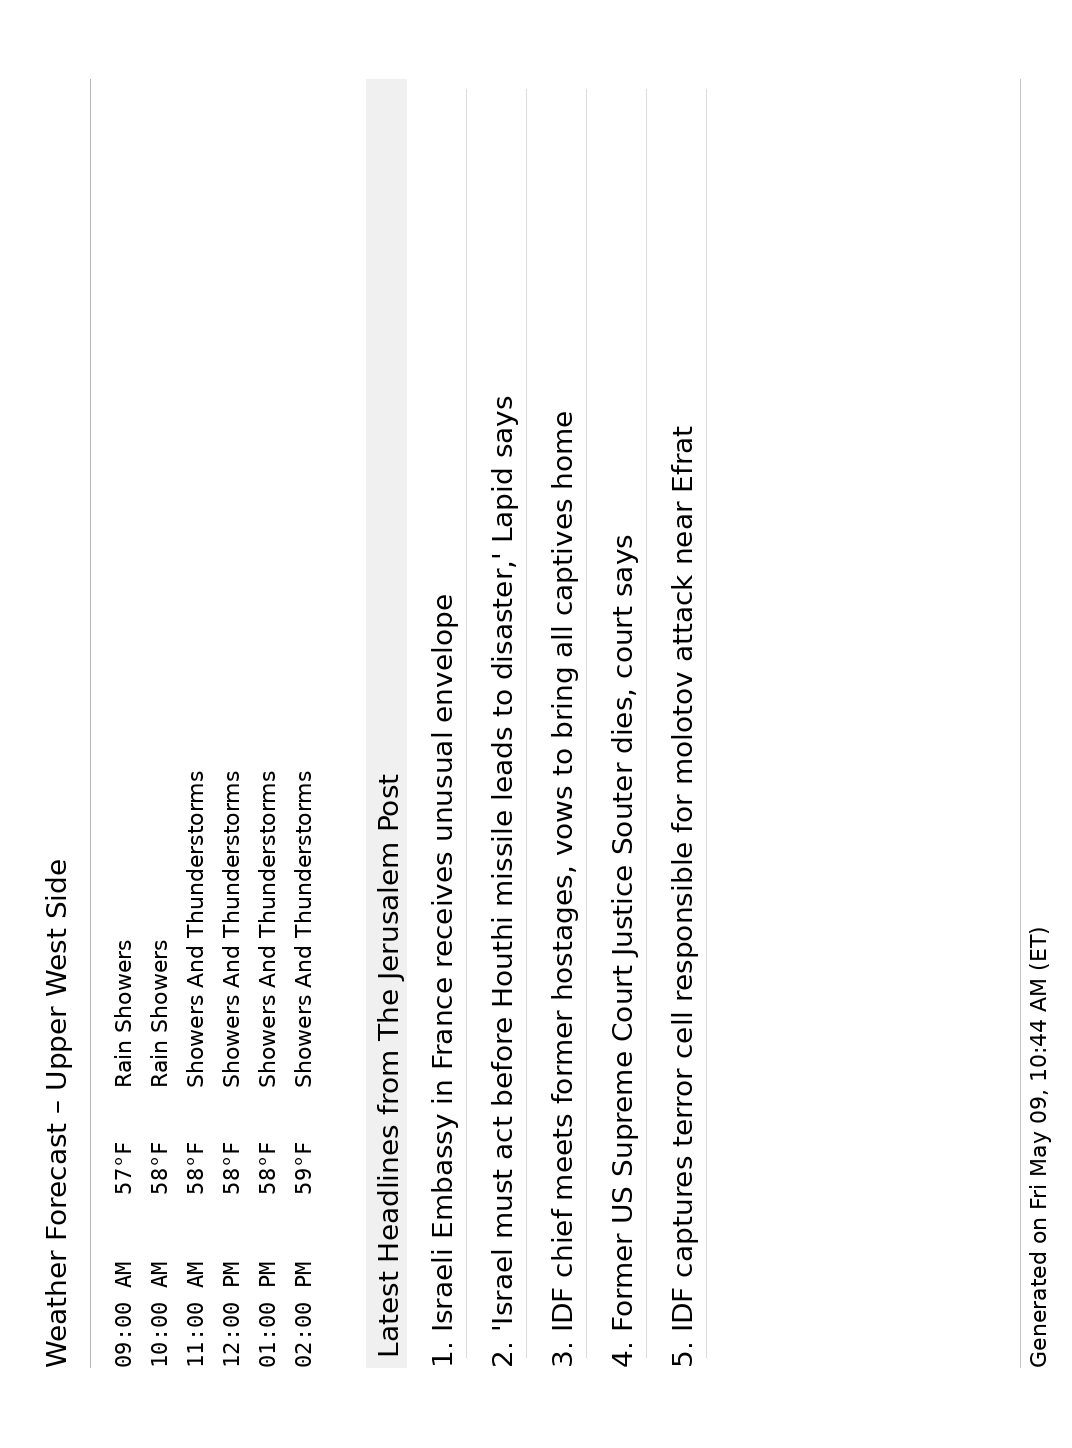 Weather Forecast – Upper West Side
09:00 AM 57°F Rain Showers
10:00 AM 58°F Rain Showers
11:00 AM 58°F Showers And Thunderstorms
12:00 PM 58°F Showers And Thunderstorms
01:00 PM 58°F Showers And Thunderstorms
02:00 PM 59°F Showers And Thunderstorms
Latest Headlines from The Jerusalem Post
1. Israeli Embassy in France receives unusual envelope
2. 'Israel must act before Houthi missile leads to disaster,' Lapid says
3. IDF chief meets former hostages, vows to bring all captives home
4. Former US Supreme Court Justice Souter dies, court says
5. IDF captures terror cell responsible for molotov attack near Efrat
Generated on Fri May 09, 10:44 AM (ET)